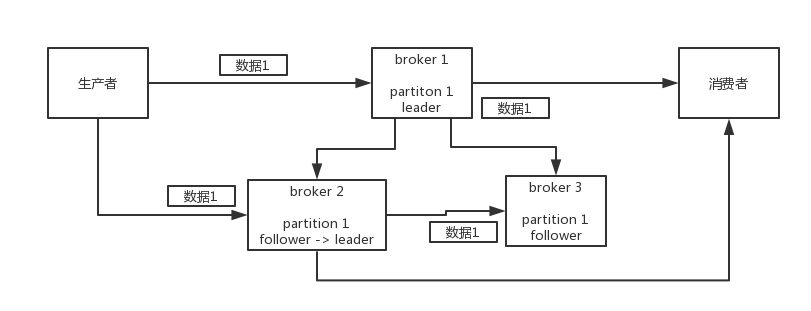 生产者
数据1
broker 1
partiton 1
leader
数据1
消费者
数据1
broker 2
partition 1
follower -> leader
数据1
broker 3
partition 1
follower